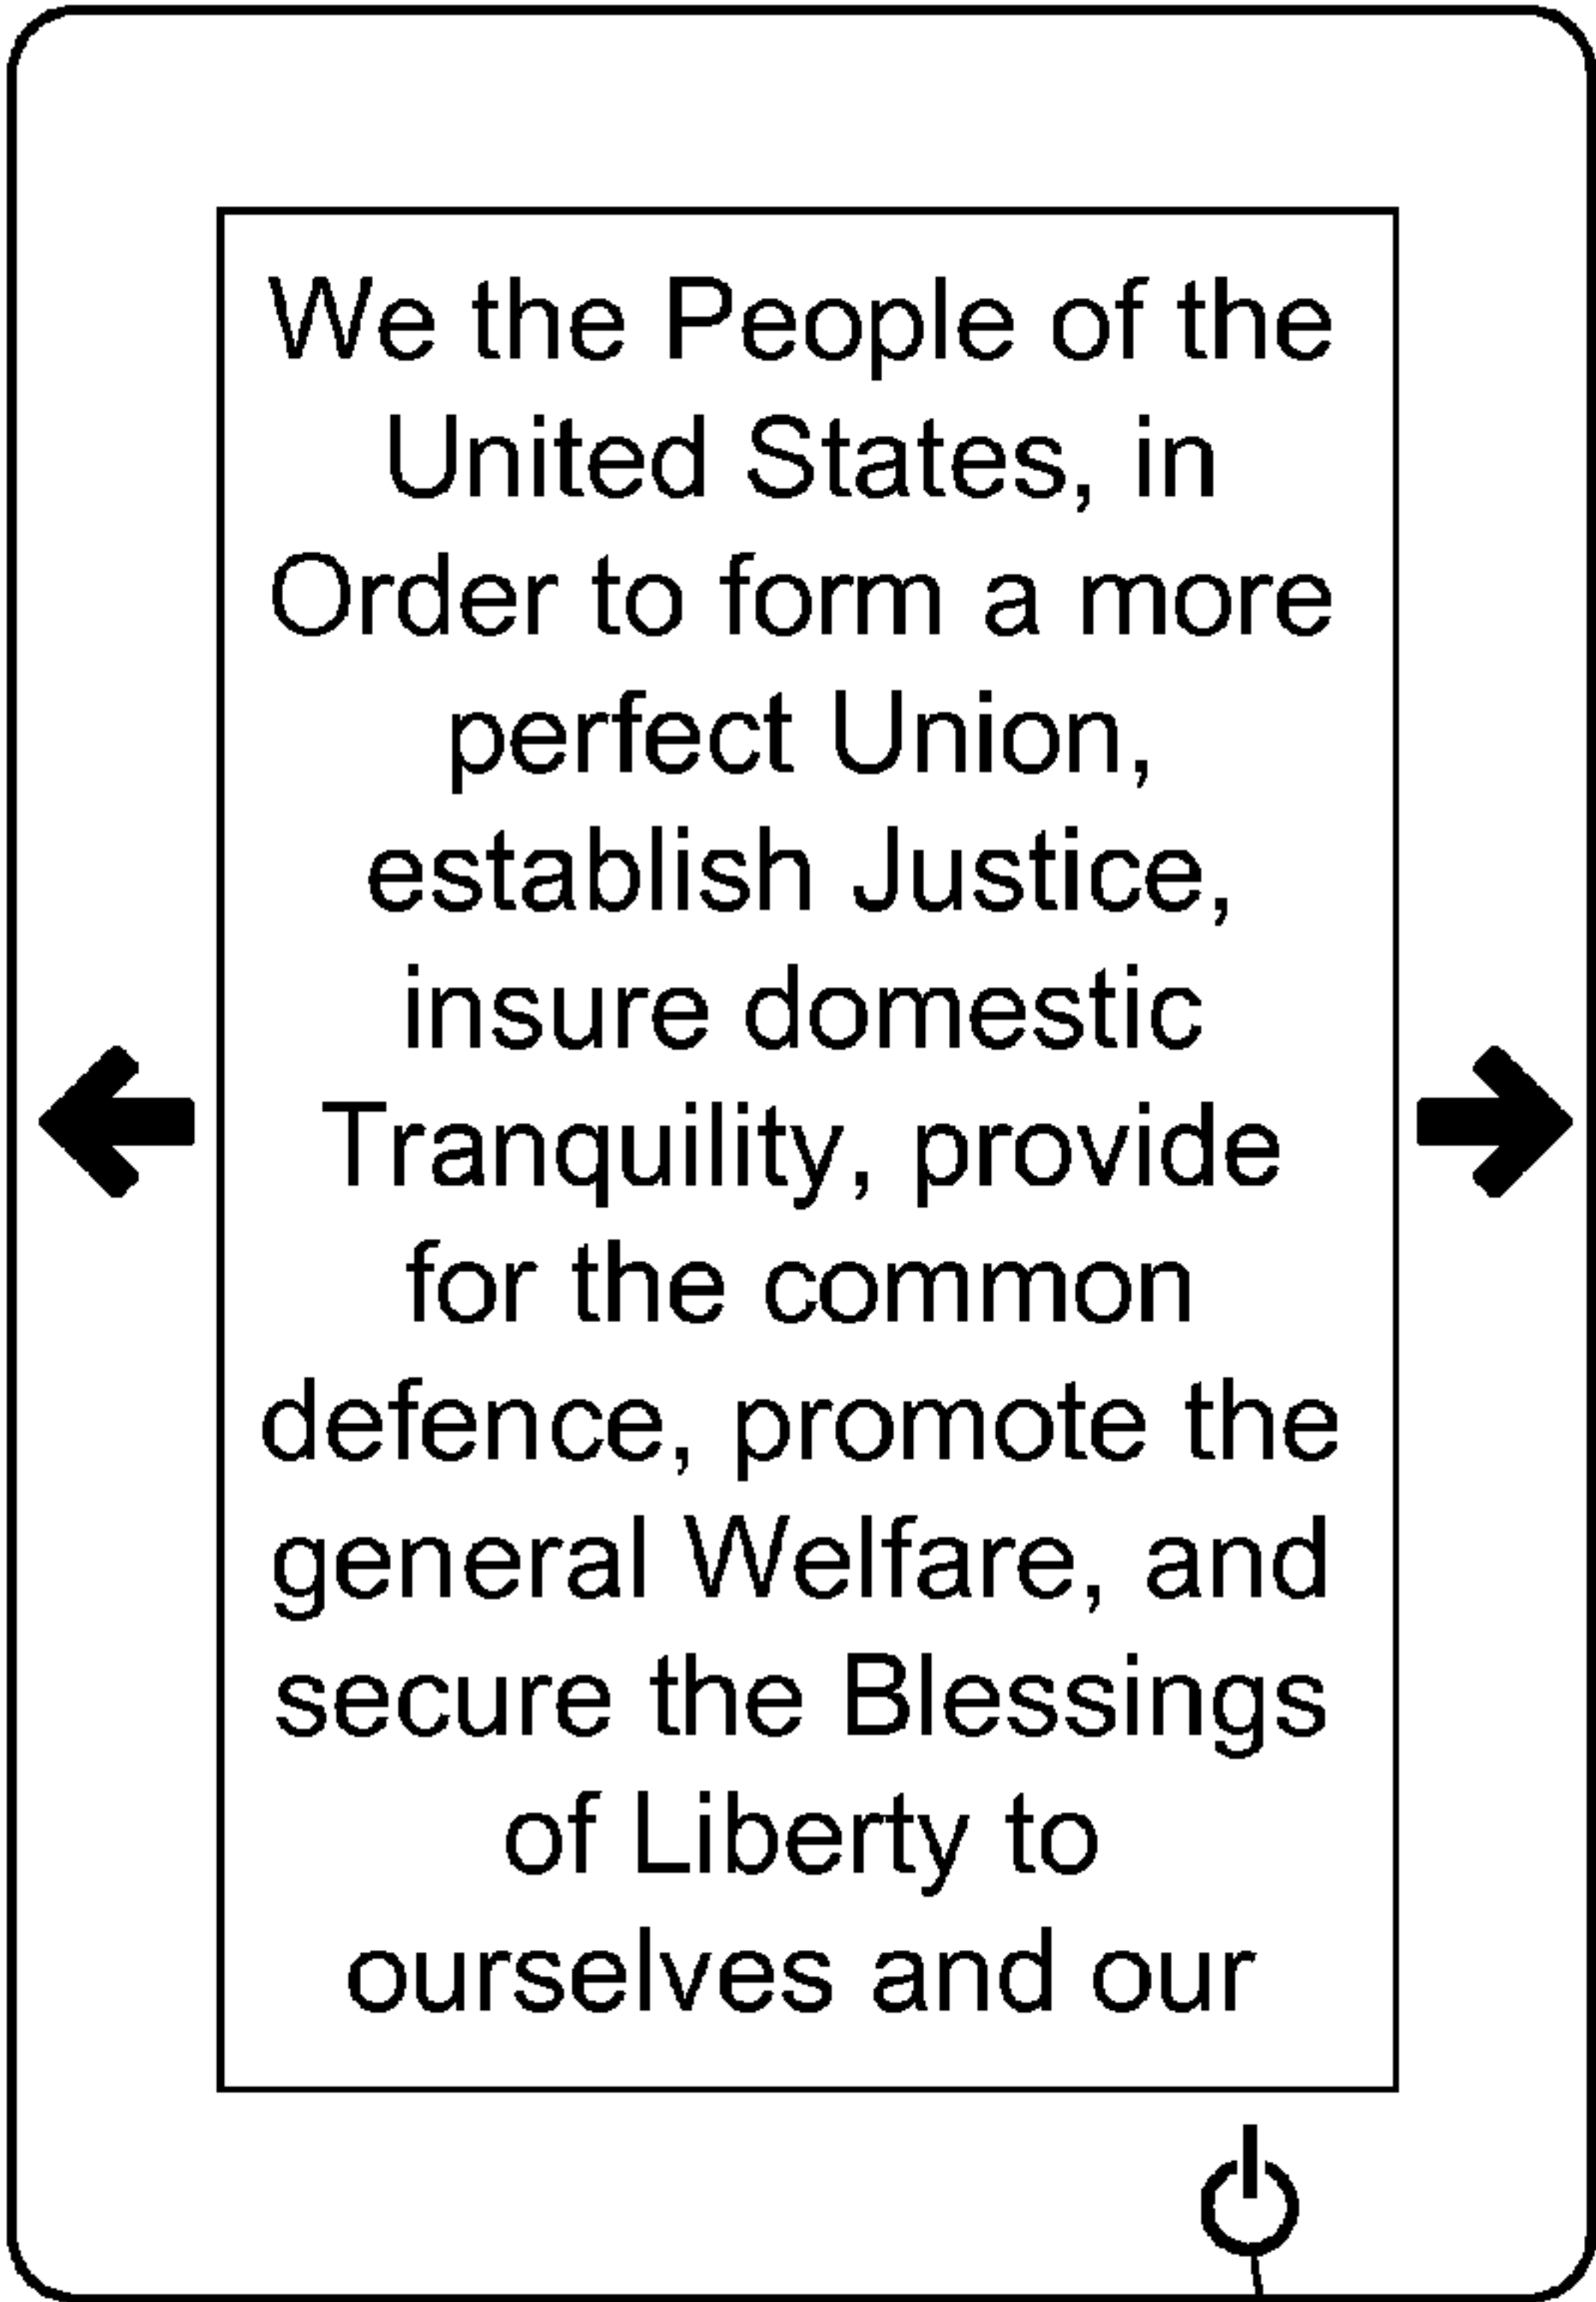 We the People of the
United States, in
Order to form a more
perfect Union,
establish Justice,
insure domestic
Tranquility, provide
for the common
defence, promote the
general Welfare, and
secure the Blessings
of Liberty to
ourselves and our